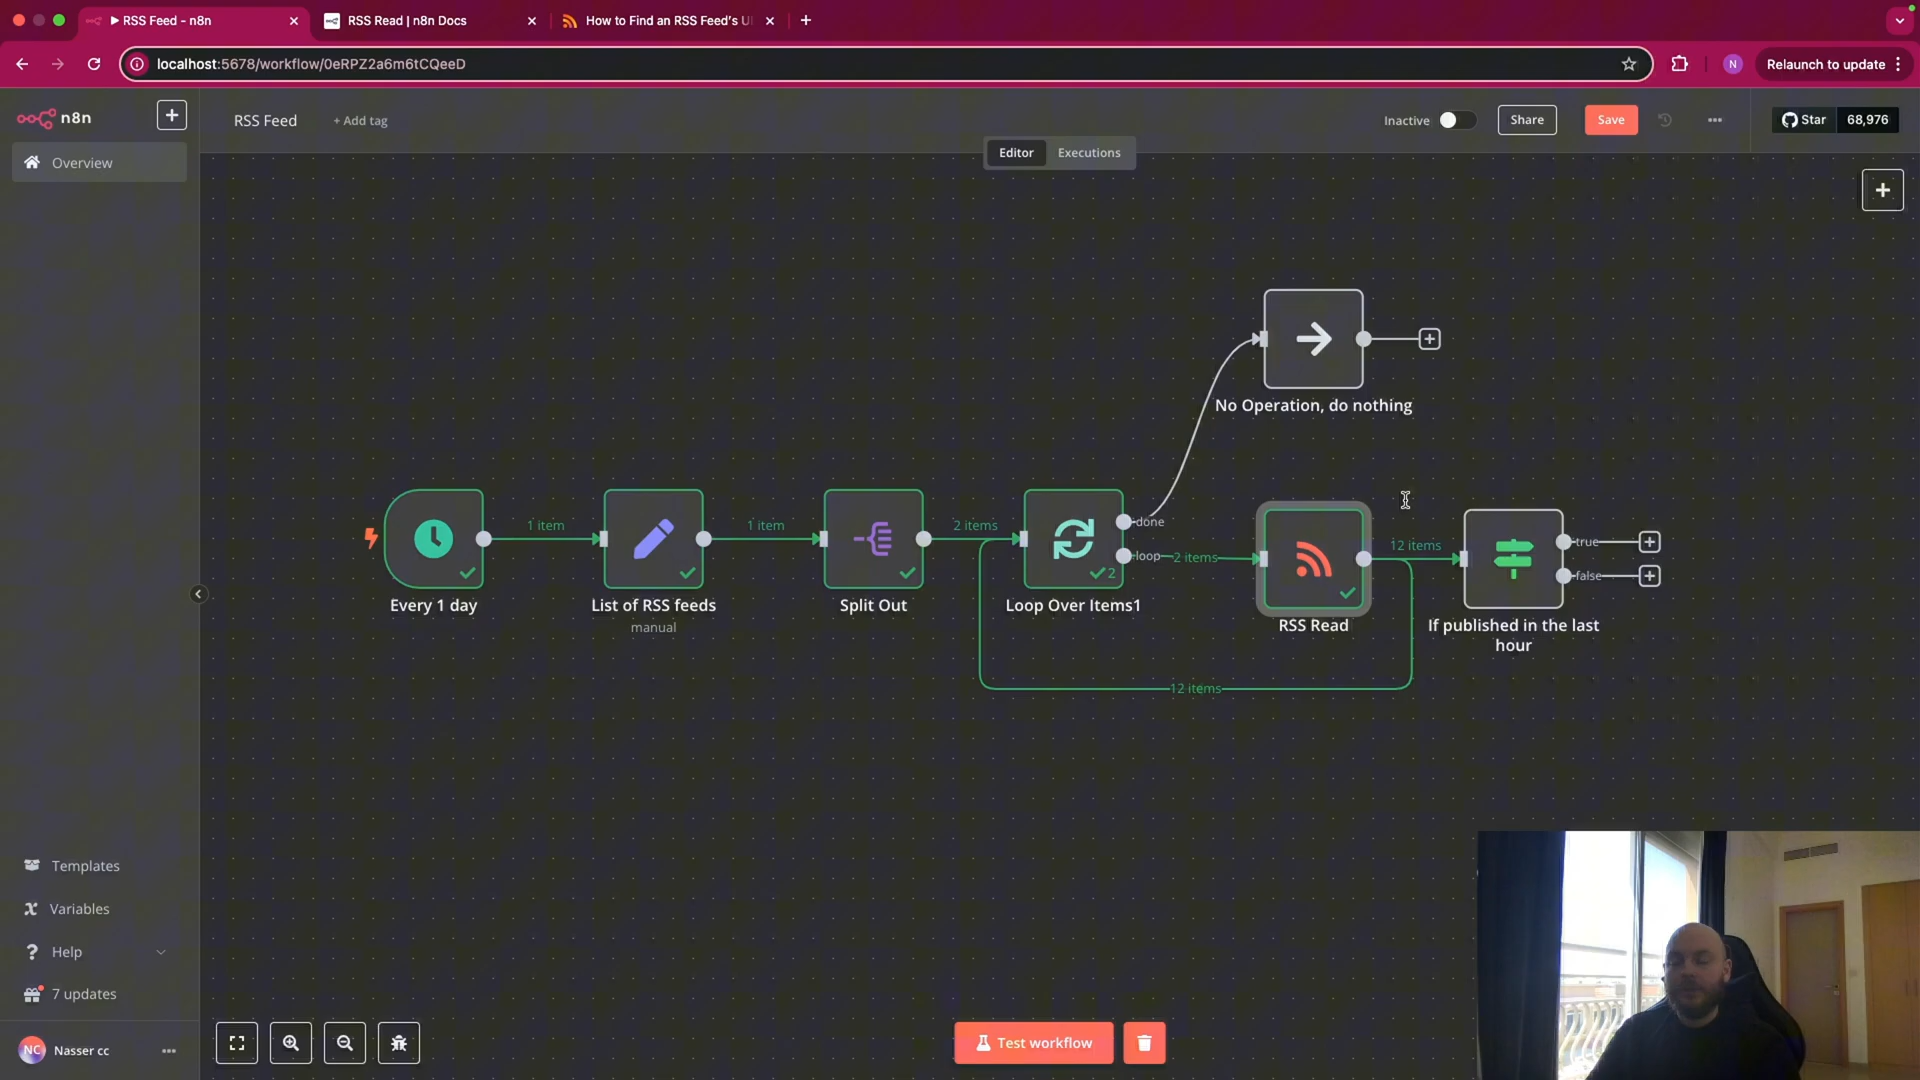 RSS Feed - n8n
RSS Read | n8n Docs
How to Find an RSS Feed's U
localhost:5678/workflow/0eRPZ2a6m6tCQeeD
N
Relaunch to update
n8n
RSS Feed
+ Add tag
Inactive
Share
Save
Star
68,976
Editor
Executions
Overview
No Operation, do nothing
1 item
1 item
2 items
done
loop
2 items
12 items
true
false
2
Every 1 day
List of RSS feeds
manual
Split Out
Loop Over Items1
RSS Read
If published in the last
hour
12 items
Templates
Variables
Help
7 updates
NC
Nasser cc
Test workflow